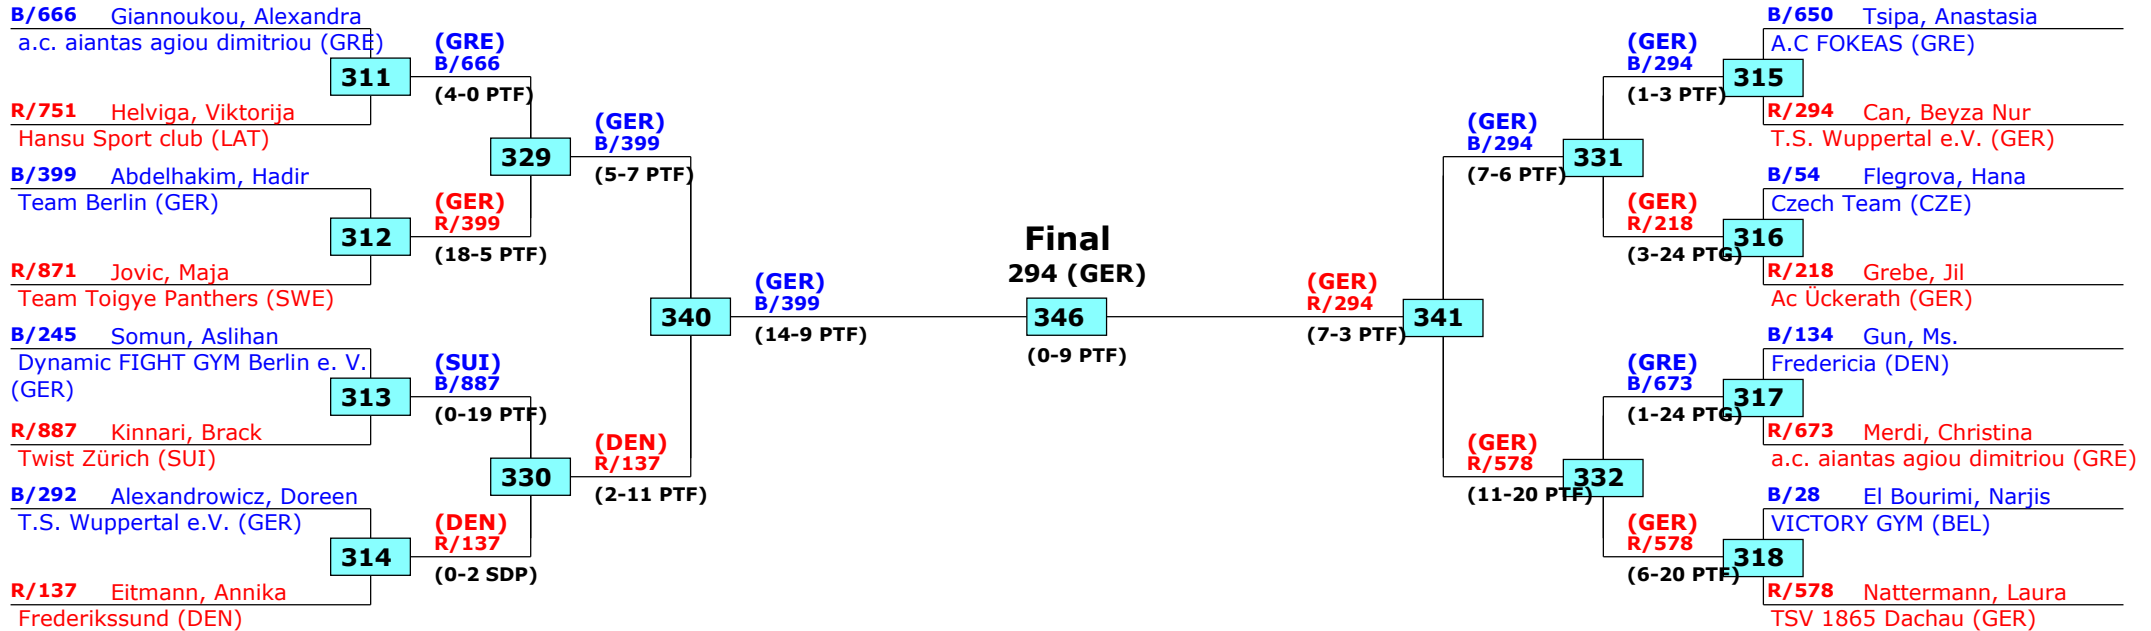 B/666 Giannoukou, Alexandra
a.c. aiantas agiou dimitriou (GRE)
311
R/751 Helviga, Viktorija
Hansu Sport club (LAT)
(GRE)
B/666
(4-0 PTF)
B/399 Abdelhakim, Hadir
Team Berlin (GER)
312
R/871 Jovic, Maja
Team Toigye Panthers (SWE)
(GER)
R/399
(18-5 PTF)
329
(GER)
B/399
(5-7 PTF)
B/245 Somun, Aslihan
Dynamic FIGHT GYM Berlin e. V.
(GER)
313
R/887 Kinnari, Brack
Twist Zürich (SUI)
(SUI)
B/887
(0-19 PTF)
B/292 Alexandrowicz, Doreen
T.S. Wuppertal e.V. (GER)
314
R/137 Eitmann, Annika
Frederikssund (DEN)
(DEN)
R/137
(0-2 SDP)
330
(DEN)
R/137
(2-11 PTF)
340
(GER)
B/399
(14-9 PTF)
Final
294 (GER)
346
(0-9 PTF)
(GER)
R/294
(7-3 PTF)
341
(GER)
B/294
(7-6 PTF)
331
(GER)
B/294
(1-3 PTF)
315
B/650 Tsipa, Anastasia
A.C FOKEAS (GRE)
R/294 Can, Beyza Nur
T.S. Wuppertal e.V. (GER)
(GER)
R/218
(3-24 PTG)
316
B/54 Flegrova, Hana
Czech Team (CZE)
R/218 Grebe, Jil
Ac Ückerath (GER)
(GER)
R/578
(11-20 PTF)
332
(GRE)
B/673
(1-24 PTG)
317
B/134 Gun, Ms.
Fredericia (DEN)
R/673 Merdi, Christina
a.c. aiantas agiou dimitriou (GRE)
(GER)
R/578
(6-20 PTF)
318
B/28 El Bourimi, Narjis
VICTORY GYM (BEL)
R/578 Nattermann, Laura
TSV 1865 Dachau (GER)